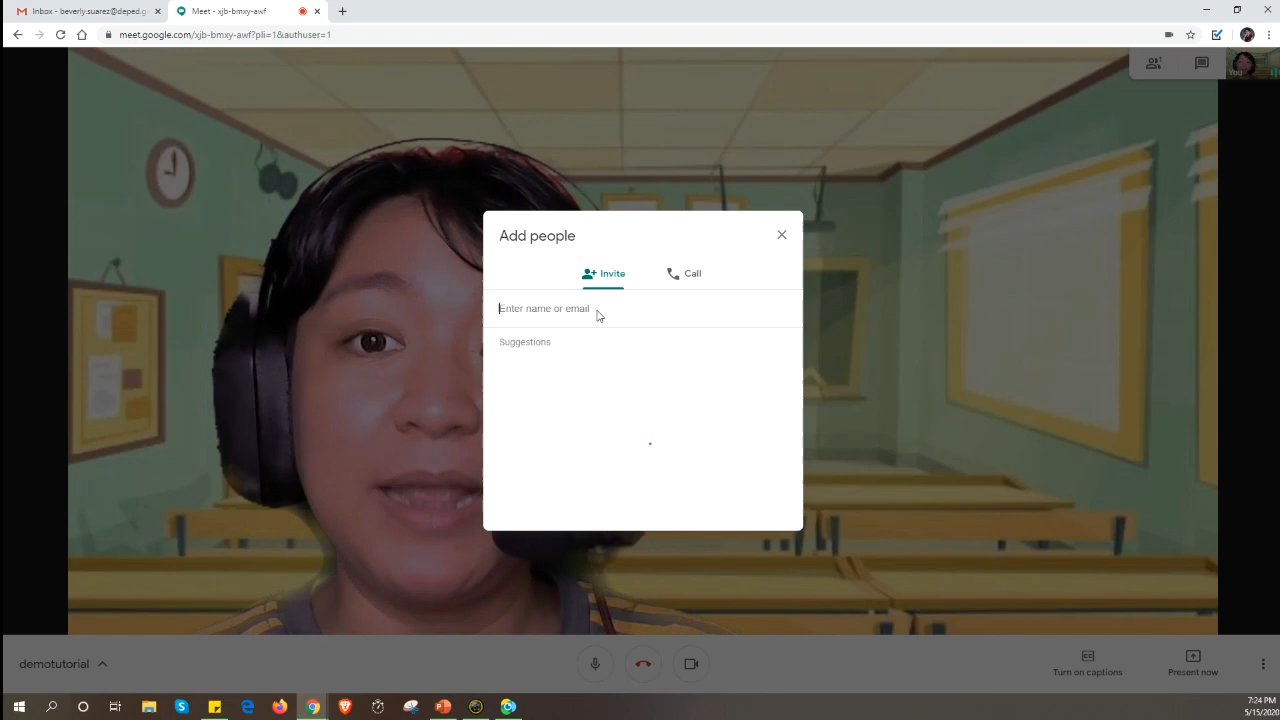 Inbox - beverly.suarez@deped.g
Meet - xjb-bmxy-awf
meet.google.com/xjb-bmxy-awf?pli=1&authuser=1
You
Add people
Invite
Call
Enter name or email
Suggestions
demotutorial
CC
Turn on captions
Present now
7:24 PM
5/15/2020